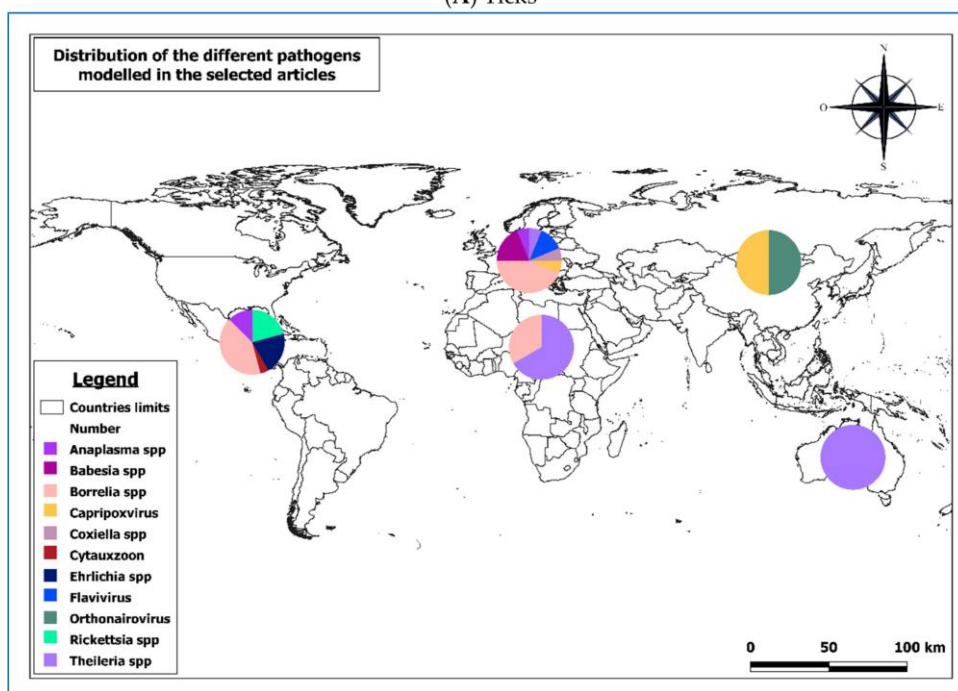 (A) Ticks
Distribution of the different pathogens
modelled in the selected articles
N
O
E
S
Legend
Countries limits
Number
Anaplasma spp
Babesia spp
Borrelia spp
Capripoxvirus
Coxiella spp
Cytauxzoon
Ehrlichia spp
Flavivirus
Orthonairovirus
Rickettsia spp
Theileria spp
0 50 100 km